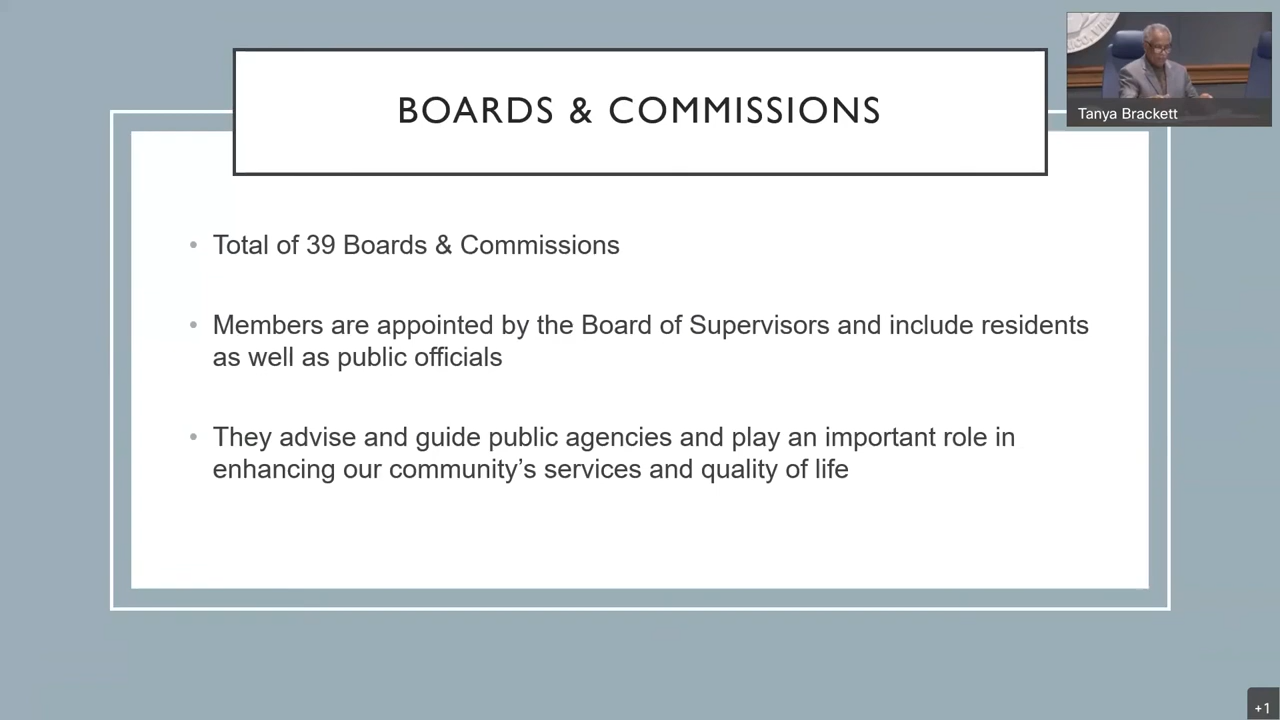 BOARDS & COMMISSIONS
Tanya Brackett
• Total of 39 Boards & Commissions
• Members are appointed by the Board of Supervisors and include residents
as well as public officials
• They advise and guide public agencies and play an important role in
enhancing our community’s services and quality of life
+1